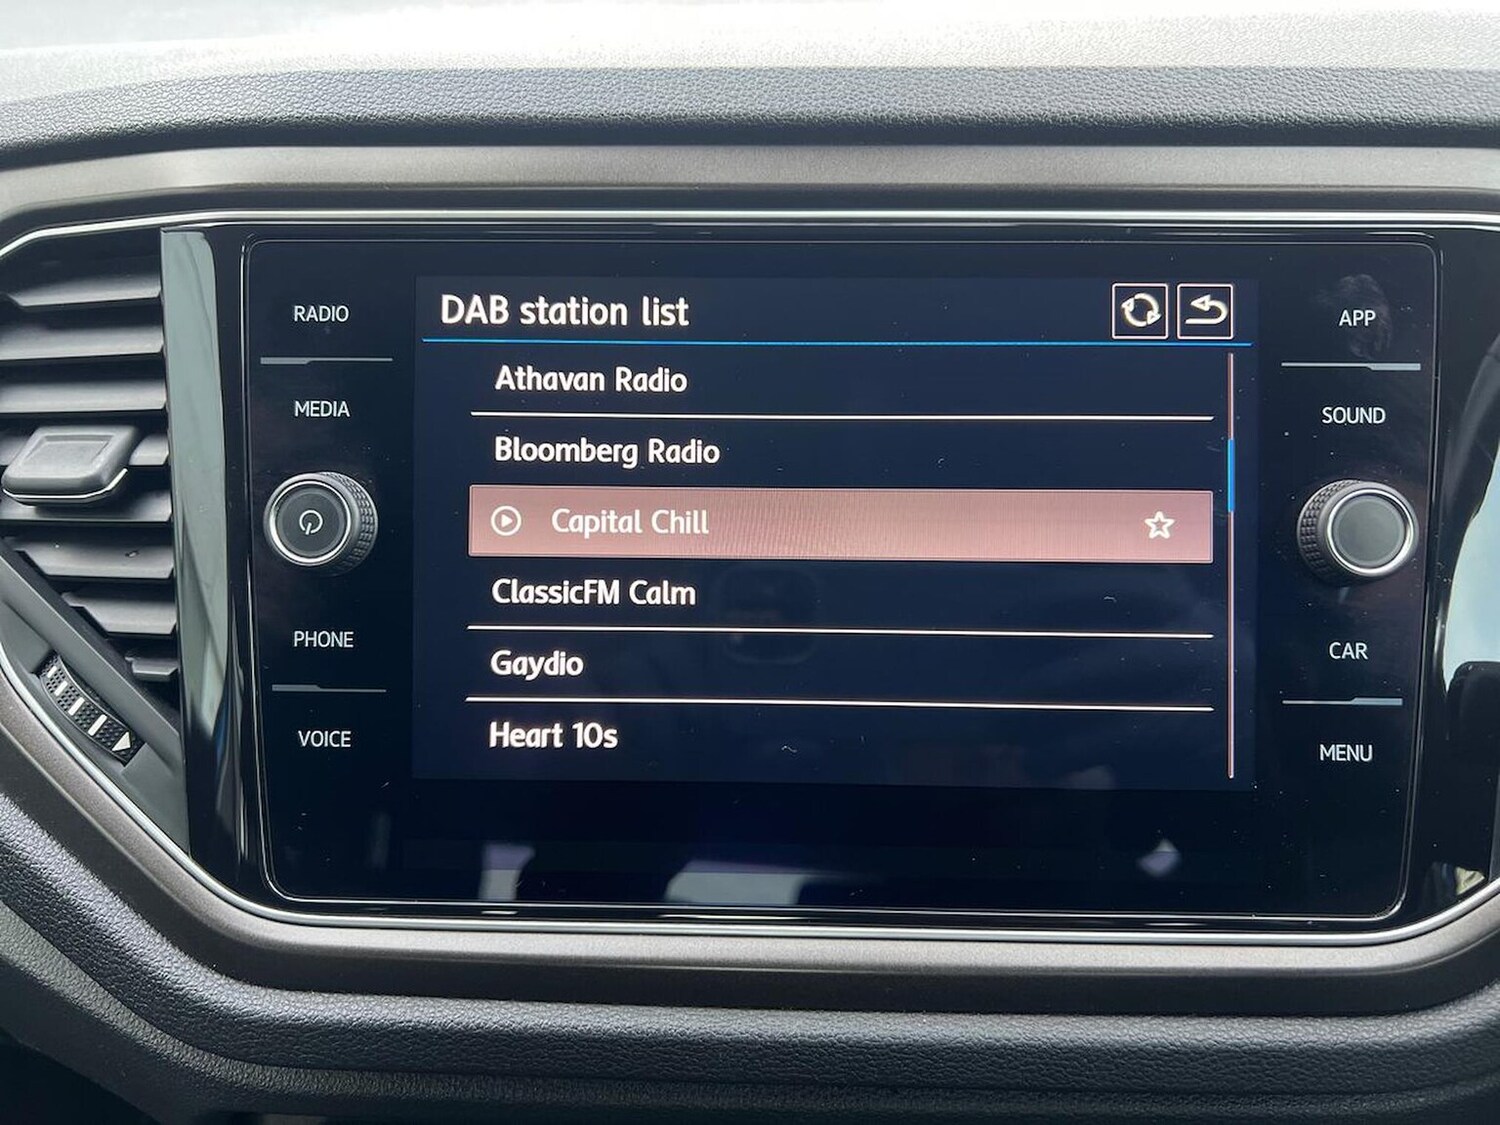 DAB station list
RADIO
MEDIA
PHONE
VOICE
Athavan Radio
Bloomberg Radio
Capital Chill
ClassicFM Calm
Gaydio
Heart 10s
APP
SOUND
CAR
MENU